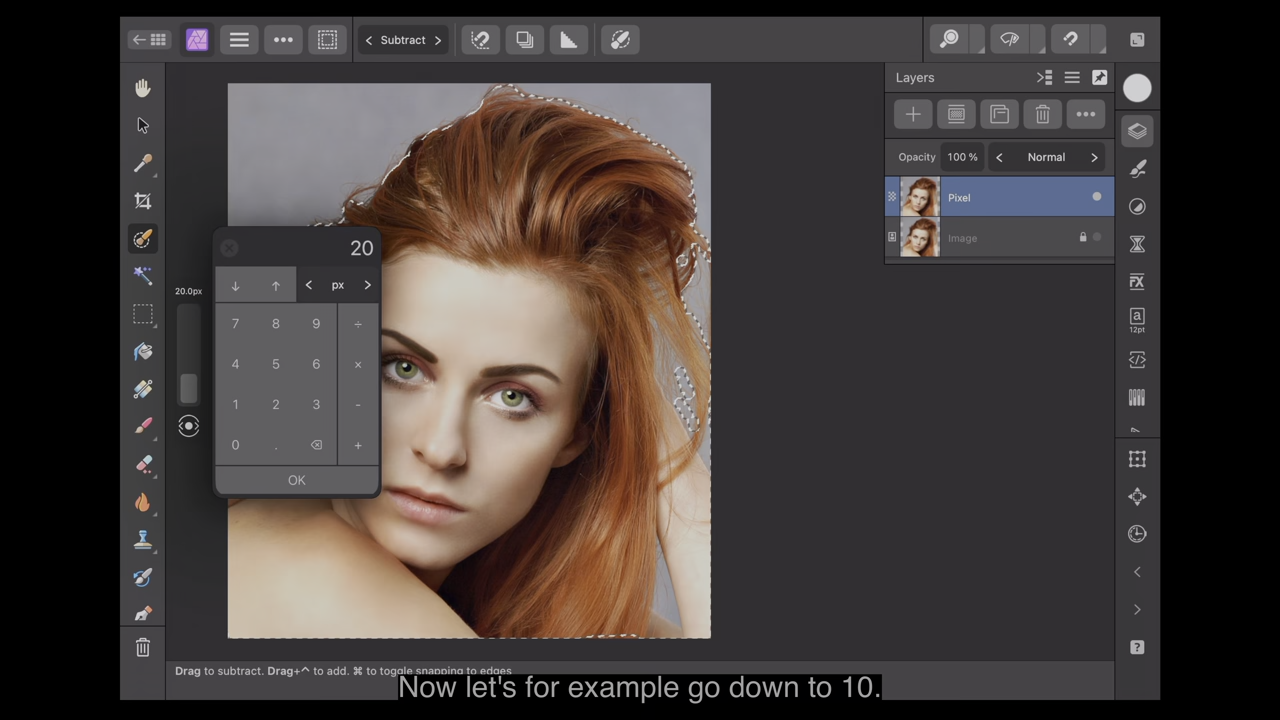 Subtract
Layers
Opacity 100 % Normal
Pixel
Image
20
px
20.0px
7 8 9 ÷
4 5 6 ×
1 2 3 -
0 . +
OK
FX
a
12pt
?
Drag to subtract. Drag+^ to add. ⌘ to toggle snapping to edges.
Now let's for example go down to 10.